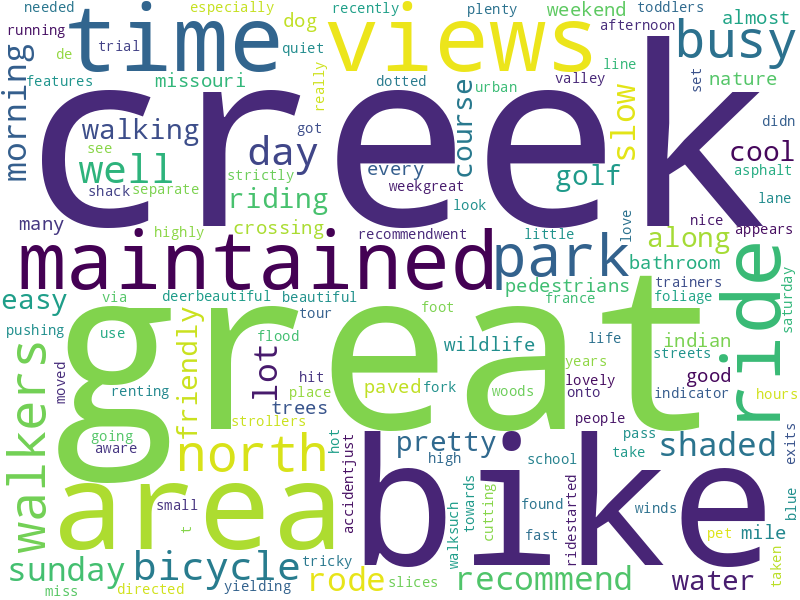 needed
especially
recently
plenty
toddlers
running
time
dog
views
weekend
almost
trial
quiet
afternoon
busy
morning
de
features
missouri
really
dotted
urban
valley
line
set
nature
creek
walking
see
got
course
slow
didn
cool
well
day
every
golf
asphalt
shack
separate
strictly
weekgreat
look
riding
lane
many
highly
crossing
recommendwent
little
love
nice
appears
maintained
park
along
bathroom
ride
easy
via
deerbeautiful
beautiful
pedestrians
trainers
foliage
saturday
tour
foot
france
pushing
use
friendly
flood
wildlife
life
indian
great
walkers
moved
lot
hit
years
streets
renting
place
paved
fork
woods
lovely
onto
good
indicator
hours
trees
strollers
people
going
aware
north
hot
accidentjust
pretty
high
school
pass
take
shaded
exits
area
small
t
bike
walksuch
towards
cutting
found
fast
ridestarted
winds
blue
pet
mile
sunday
bicycle
tricky
miss
directed
yielding
rode
slices
recommend
water
taken